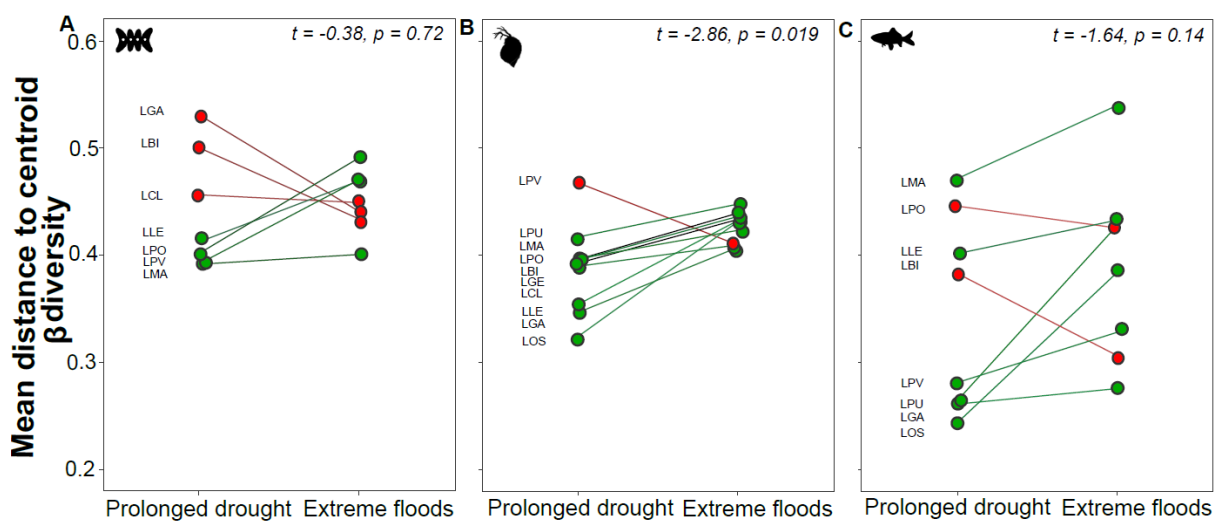 Mean distance to centroid
β diversity
0.6
0.5
0.4
0.3
0.2
A
t = -0.38, p = 0.72
LGA
LBI
LCL
LLE
LPO
LPV
LMA
Prolonged drought Extreme floods
B
t = -2.86, p = 0.019
LPV
LPU
LMA
LPO
LBI
LGE
LCL
LLE
LGA
LOS
Prolonged drought Extreme floods
C
t = -1.64, p = 0.14
LMA
LPO
LLE
LBI
LPV
LPU
LGA
LOS
Prolonged drought Extreme floods